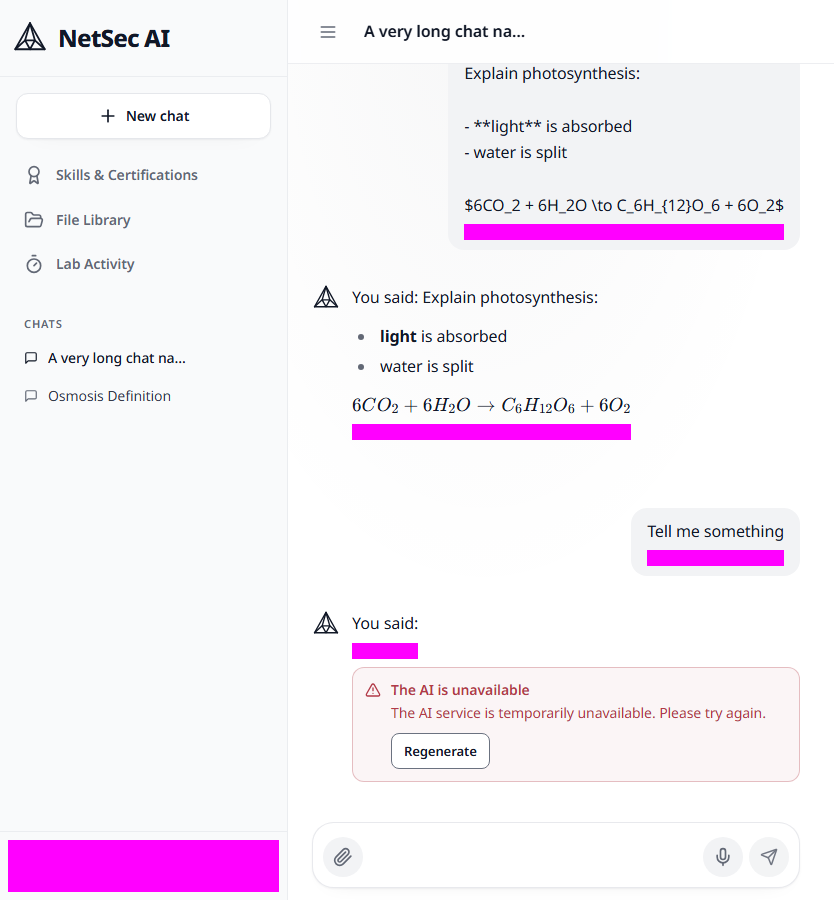 NetSec AI
New chat
Skills & Certifications
File Library
Lab Activity
CHATS
A very long chat na...
Osmosis Definition
A very long chat na...
Explain photosynthesis:
- **light** is absorbed
- water is split
$6CO_2 + 6H_2O \to C_6H_{12}O_6 + 6O_2$
You said: Explain photosynthesis:
• light is absorbed
• water is split
6CO₂ + 6H₂O → C₆H₁₂O₆ + 6O₂
Tell me something
You said:
The AI is unavailable
The AI service is temporarily unavailable. Please try again.
Regenerate